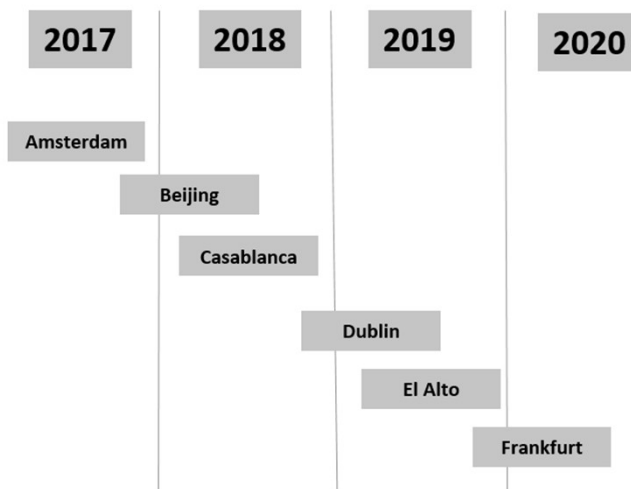 2017
2018
2019
2020
Amsterdam
Beijing
Casablanca
Dublin
El Alto
Frankfurt